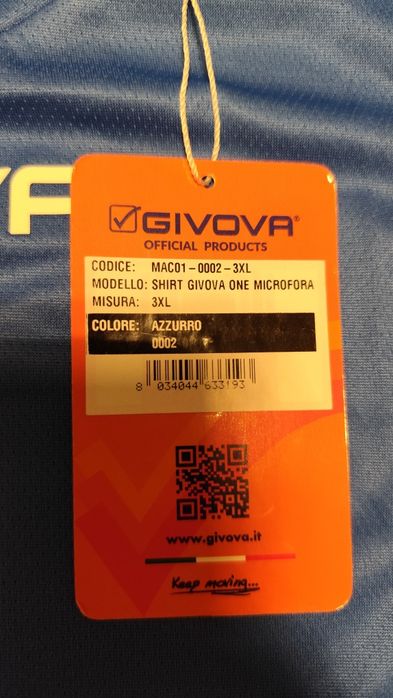 GIVOVA®
OFFICIAL PRODUCTS
CODICE: MAC01-0002-3XL
MODELLO: SHIRT GIVOVA ONE MICROFORA
MISURA: 3XL
COLORE: AZZURRO
0002
8 034044 633193
www.givova.it
Keep moving...